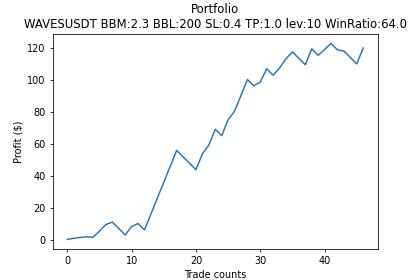 Portfolio
WAVESUSDT BBM:2.3 BBL:200 SL:0.4 TP:1.0 lev:10 WinRatio:64.0
120
100
80
60
40
20
0
Profit ($)
0 10 20 30 40
Trade counts